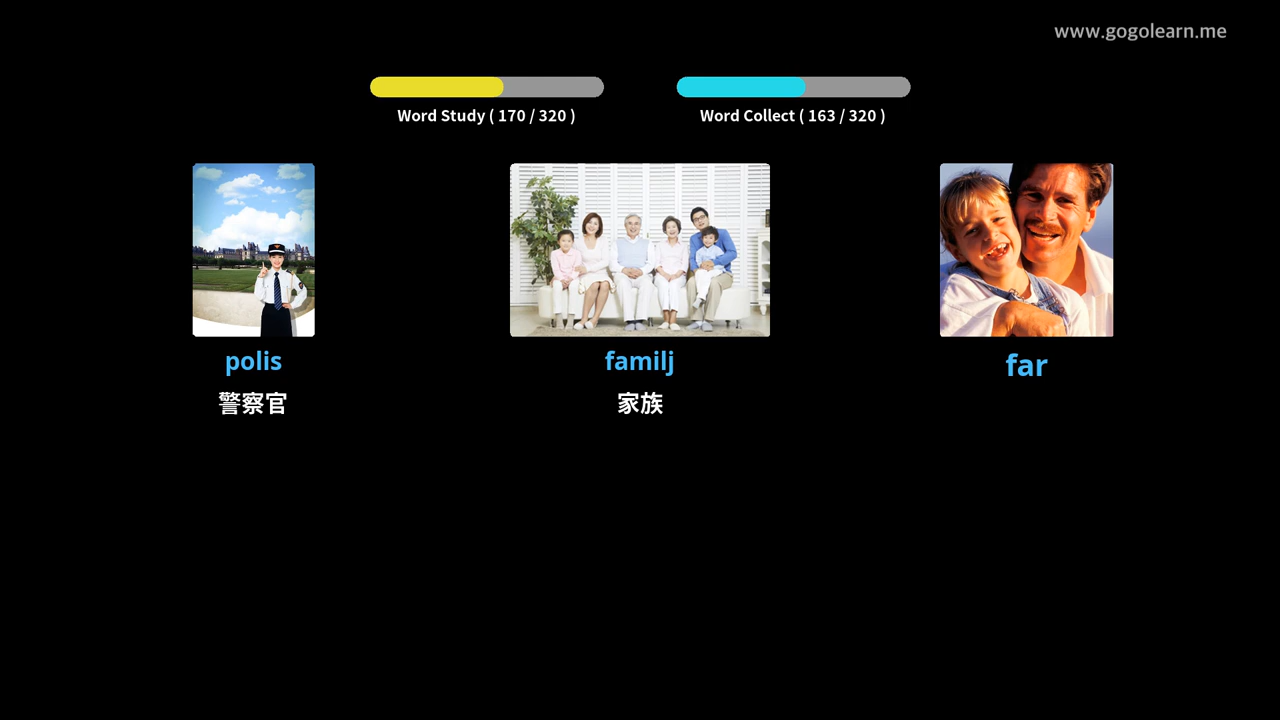 www.gogolearn.me
Word Study ( 170 / 320 )
Word Collect ( 163 / 320 )
polis
familj
far
警察官
家族